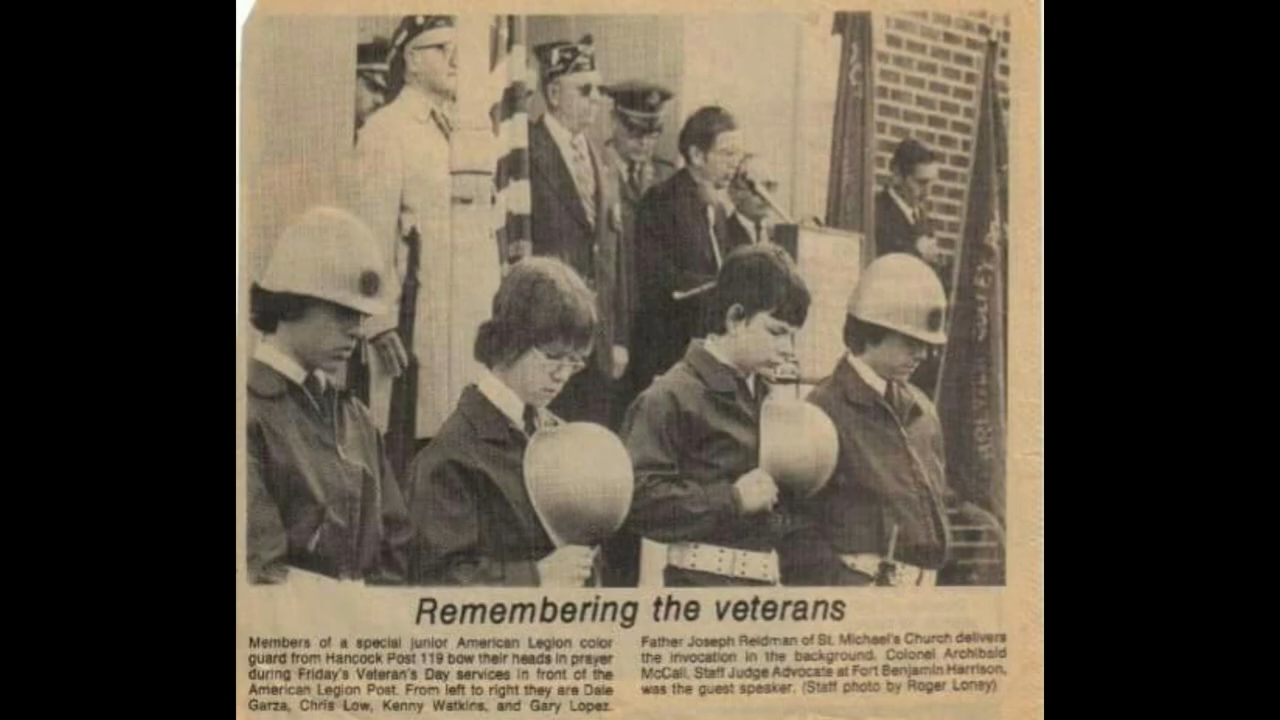 Remembering the veterans
Members of a special junior American Legion color
guard from Hancock Post 119 bow their heads in prayer
during Friday's Veteran's Day services in front of the
American Legion Post. From left to right they are Dale
Garza, Chris Low, Kenny Watkins, and Gary Lopez.
Father Joseph Reidman of St. Michael's Church delivers
the invocation in the background. Colonel Archibald
McCall, Staff Judge Advocate at Fort Benjamin Harrison,
was the guest speaker. (Staff photo by Roger Loney)